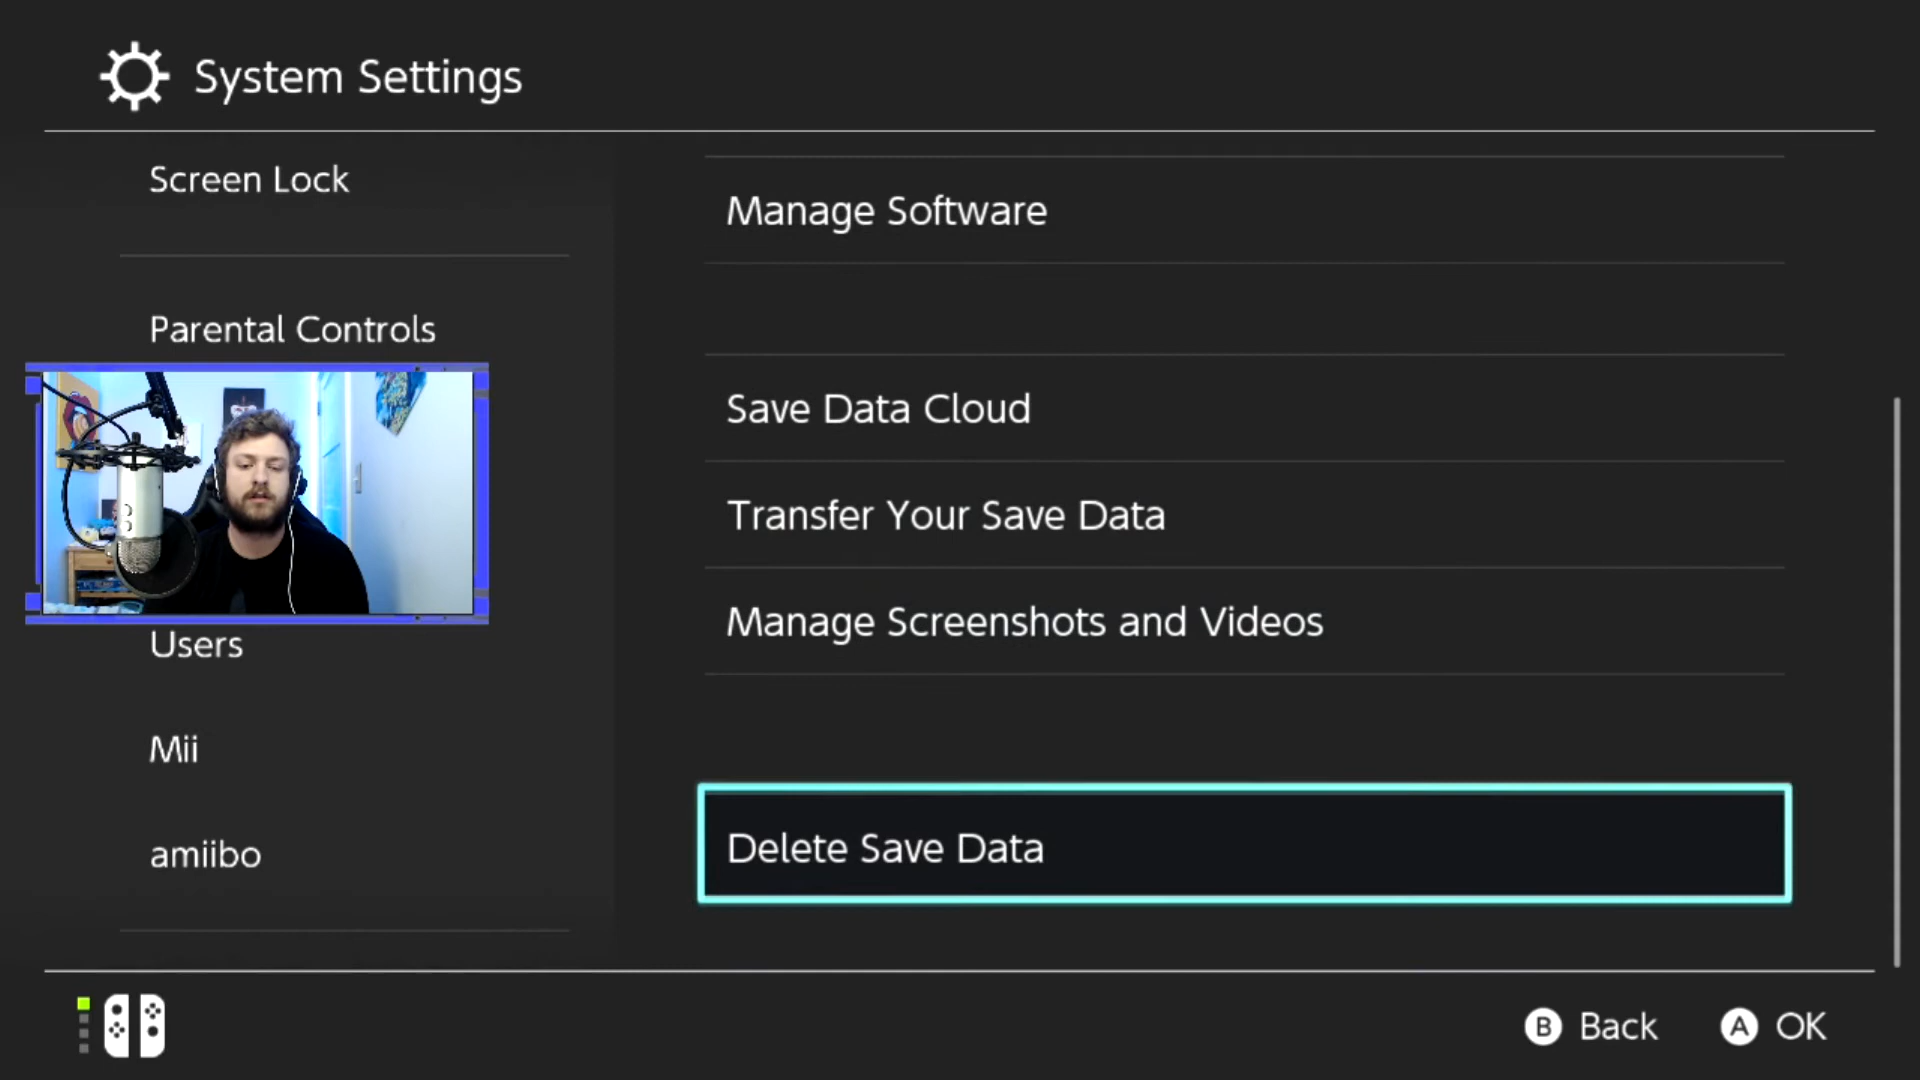 System Settings
Screen Lock
Parental Controls
Users
Mii
amiibo
Manage Software
Save Data Cloud
Transfer Your Save Data
Manage Screenshots and Videos
Delete Save Data
B Back
A OK